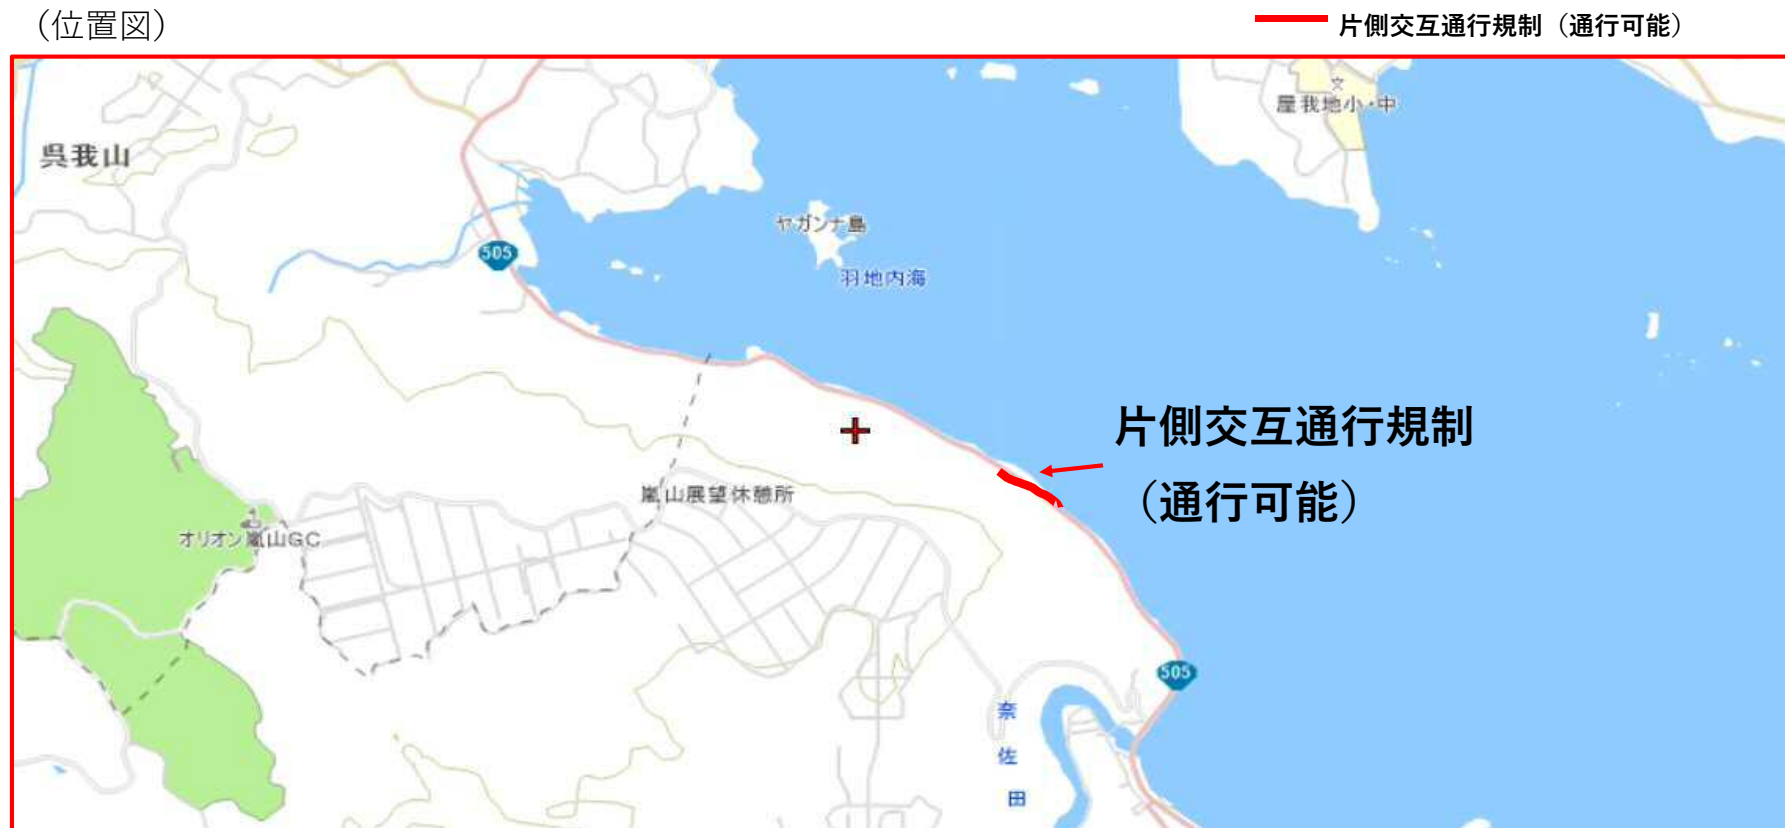 （位置図）
片側交互通行規制（通行可能）
文
屋我地小・中
呉我山
ヤガンナ島
505
羽地内海
片側交互通行規制
（通行可能）
嵐山展望休憩所
オリオン嵐山GC
505
奈
佐
田